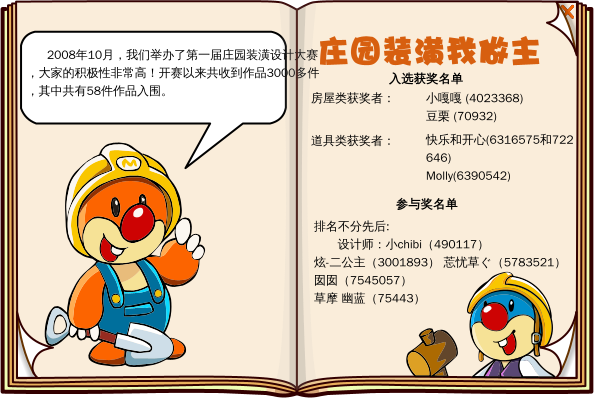 2008年10月，我们举办了第一届庄园装潢设计大赛
，大家的积极性非常高！开赛以来共收到作品3000多件
，其中共有58件作品入围。
庄园装潢我做主
入选获奖名单
房屋类获奖者： 小嘎嘎 (4023368)
豆栗 (70932)
道具类获奖者： 快乐和开心(6316575和722
646)
Molly(6390542)
参与奖名单
排名不分先后:
设计师：小chibi（490117）
炫-二公主（3001893） 莣忧草ぐ（5783521）
囡囡（7545057）
草摩 幽蓝（75443）